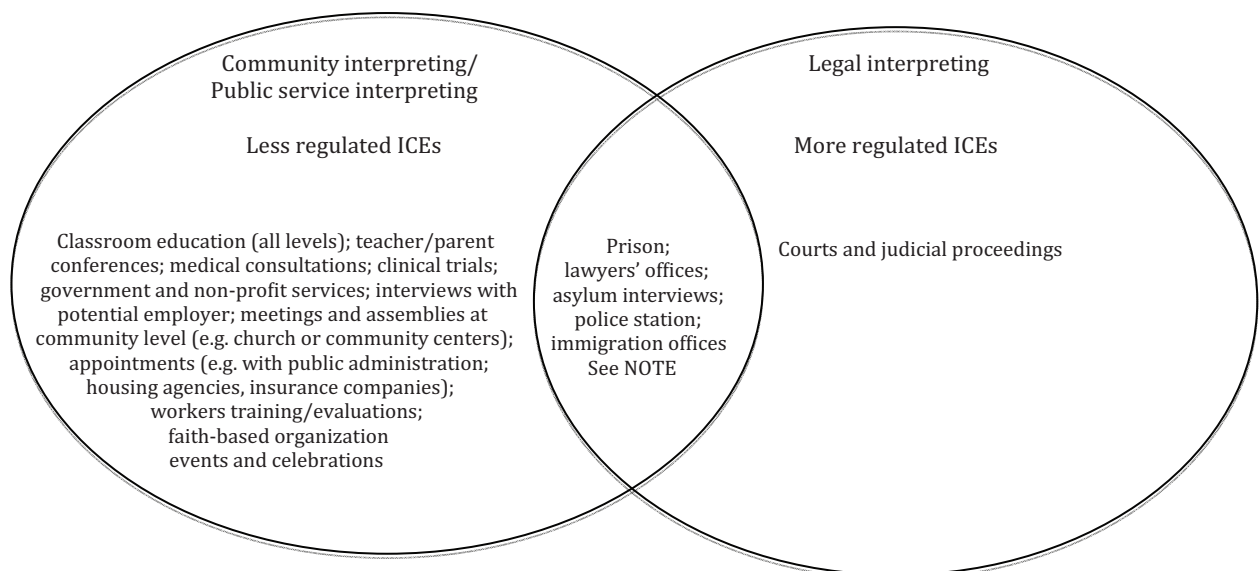 Community interpreting/
Public service interpreting
Less regulated ICEs
Classroom education (all levels); teacher/parent
conferences; medical consultations; clinical trials;
government and non-profit services; interviews with
potential employer; meetings and assemblies at
community level (e.g. church or community centers);
appointments (e.g. with public administration;
housing agencies, insurance companies);
workers training/evaluations;
faith-based organization
events and celebrations
Prison;
lawyers’ offices;
asylum interviews;
police station;
immigration offices
See NOTE
Legal interpreting
More regulated ICEs
Courts and judicial proceedings